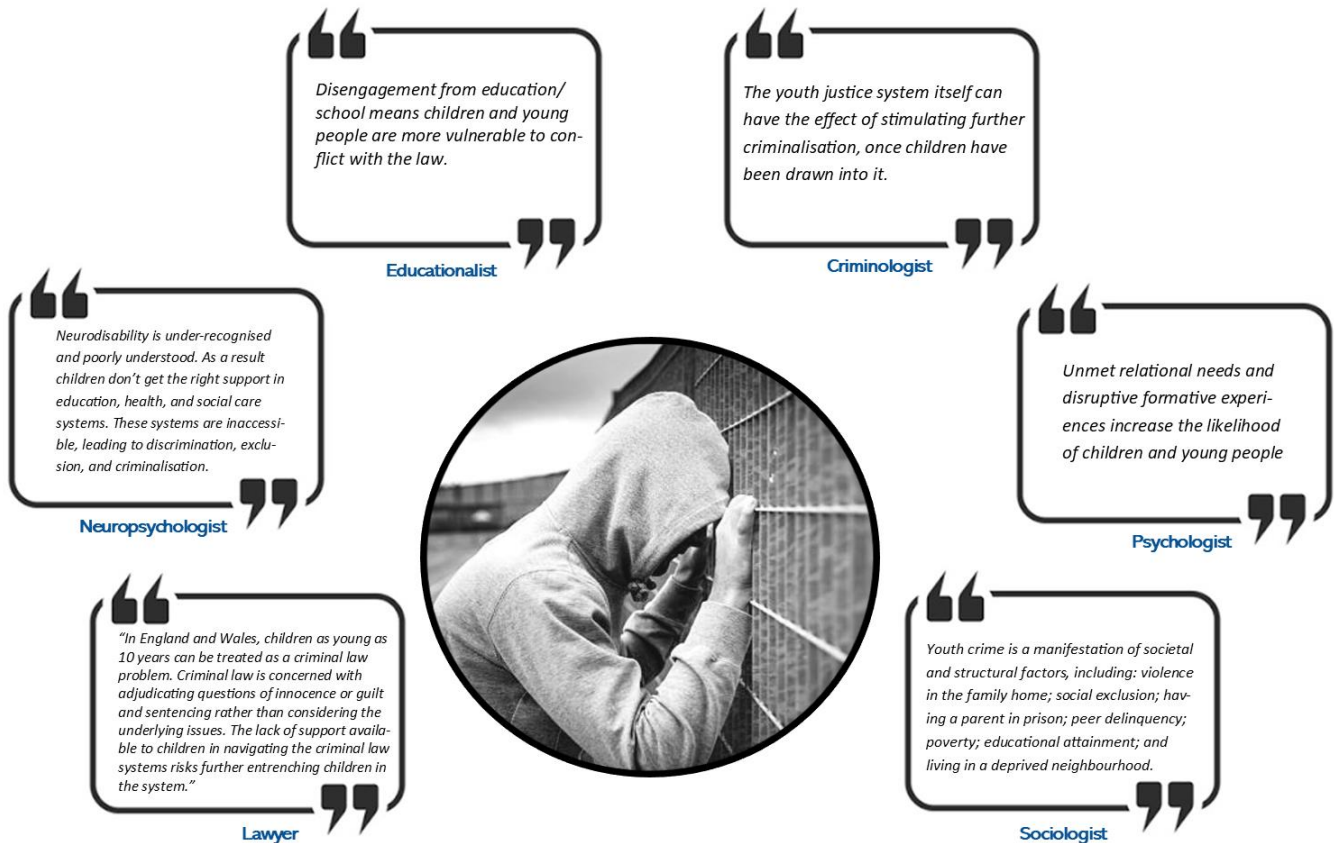 Disengagement from education/
school means children and young
people are more vulnerable to con-
flict with the law.
Educationalist
The youth justice system itself can
have the effect of stimulating further
criminalisation, once children have
been drawn into it.
Criminologist
Neurodisability is under-recognised
and poorly understood. As a result
children don’t get the right support in
education, health, and social care
systems. These systems are inaccessi-
ble, leading to discrimination, exclu-
sion, and criminalisation.
Neuropsychologist
Unmet relational needs and
disruptive formative experi-
ences increase the likelihood
of children and young people
Psychologist
“In England and Wales, children as young as
10 years can be treated as a criminal law
problem. Criminal law is concerned with
adjudicating questions of innocence or guilt
and sentencing rather than considering the
underlying issues. The lack of support availa-
ble to children in navigating the criminal law
systems risks further entrenching children in
the system.”
Lawyer
Youth crime is a manifestation of societal
and structural factors, including: violence
in the family home; social exclusion; hav-
ing a parent in prison; peer delinquency;
poverty; educational attainment; and
living in a deprived neighbourhood.
Sociologist